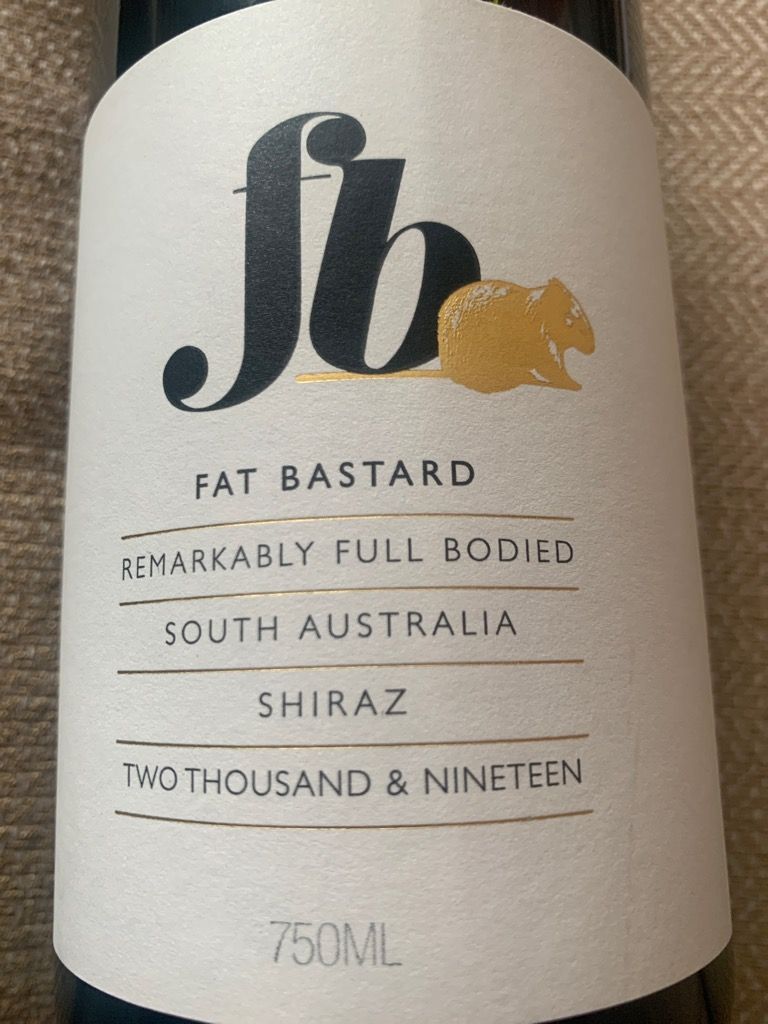 fb
FAT BASTARD
REMARKABLY FULL BODIED
SOUTH AUSTRALIA
SHIRAZ
TWO THOUSAND & NINETEEN
750ML